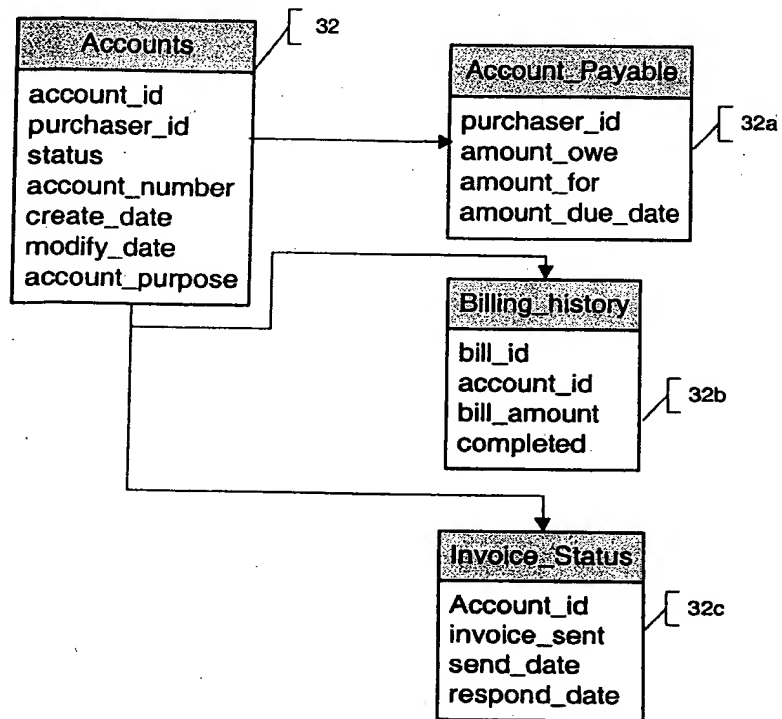 Accounts
32
account_id
purchaser_id
status
account_number
create_date
modify_date
account_purpose
Account_Payable
32a
purchaser_id
amount_owe
amount_for
amount_due_date
Billing_history
bill_id
account_id
bill_amount
completed
32b
Invoice_Status
Account_id
invoice_sent
send_date
respond_date
32c